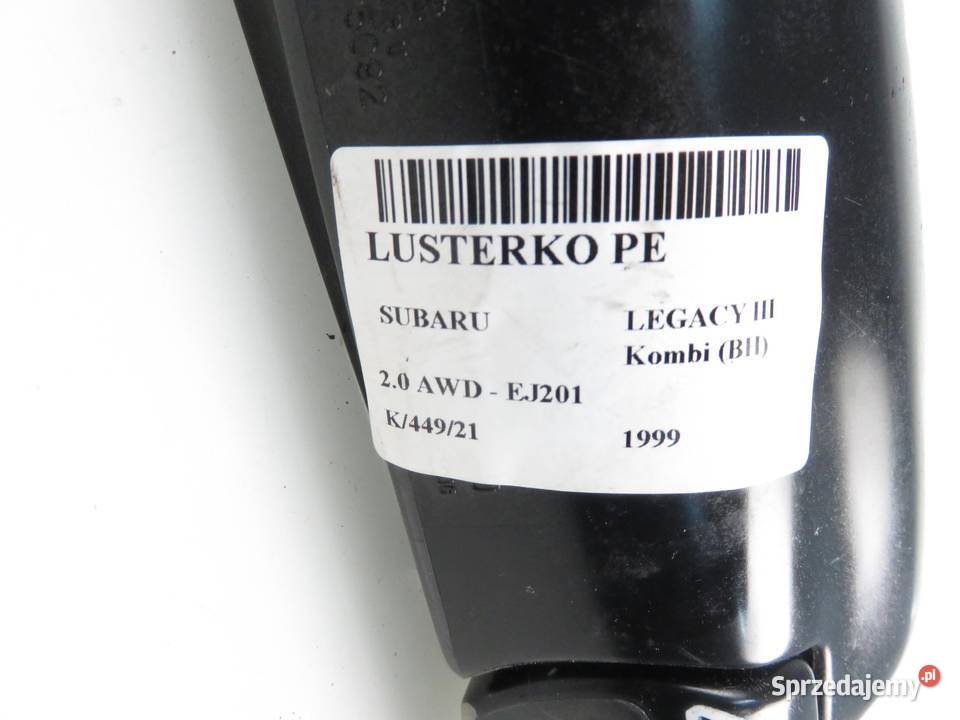 LUSTERKO PE
SUBARU
LEGACY III
Kombi (BH)
2.0 AWD - EJ201
K/449/21
1999
Sprzedajemy.pl